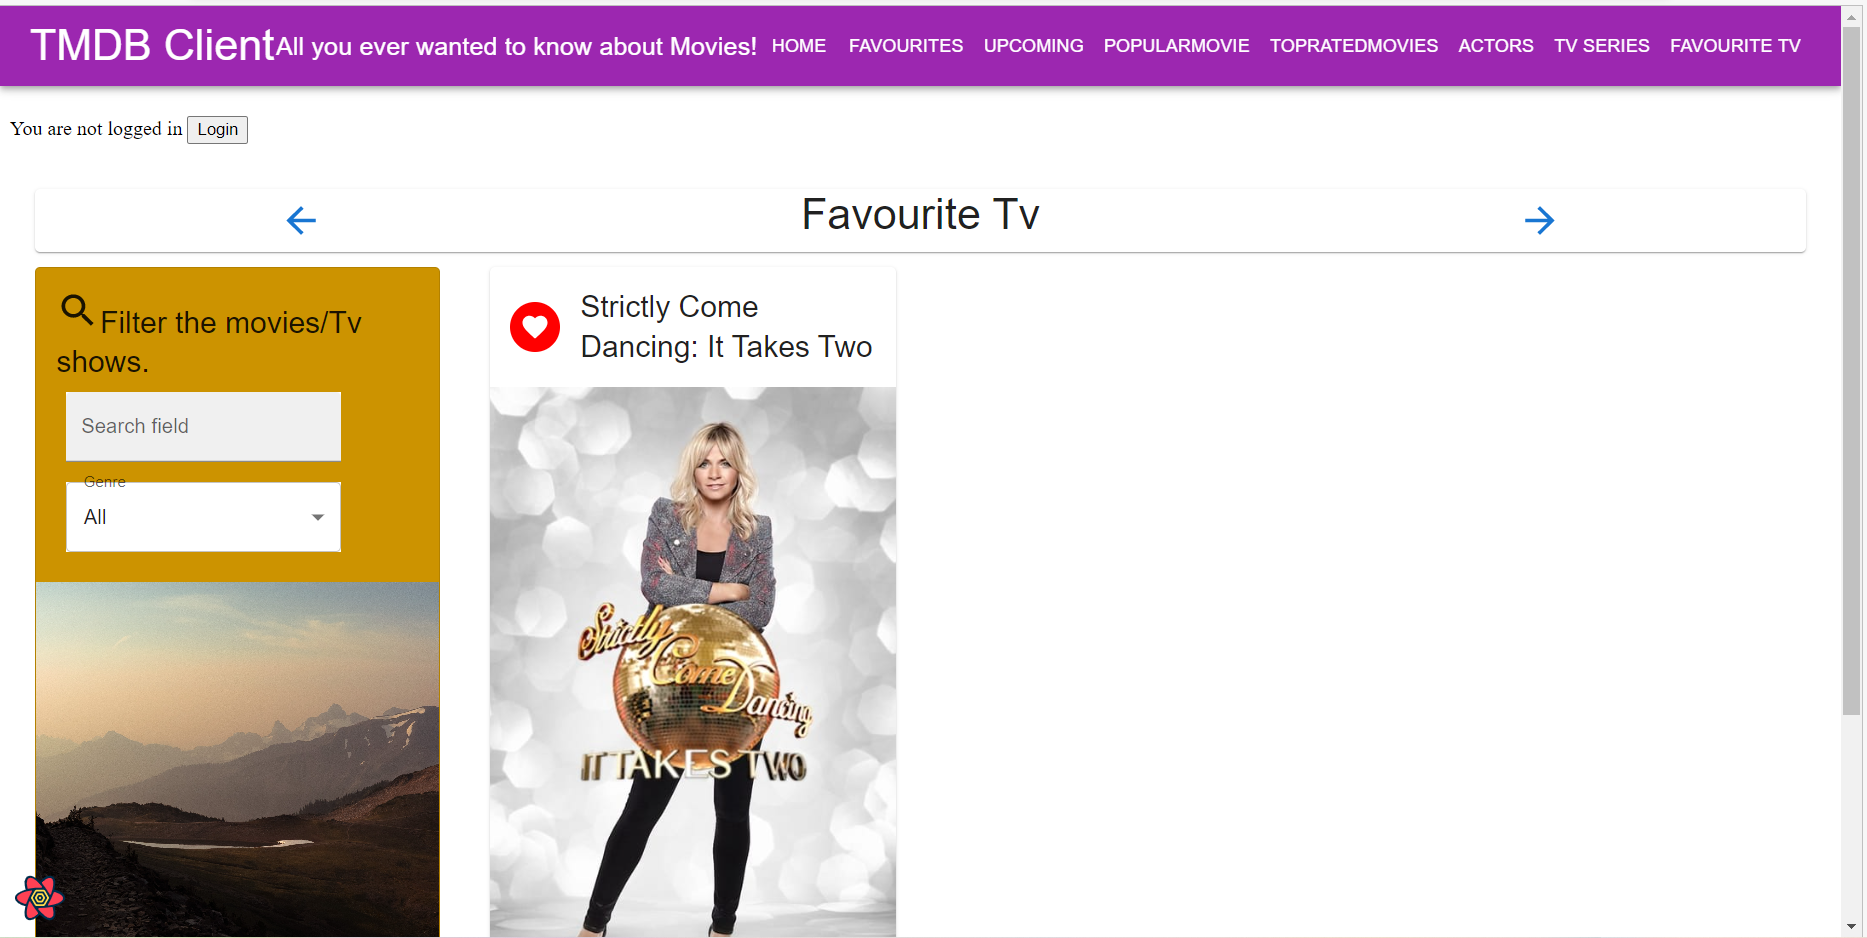 TMDB Client All you ever wanted to know about Movies! HOME FAVOURITES UPCOMING POPULARMOVIE TOPRATEDMOVIES ACTORS TV SERIES FAVOURITE TV
You are not logged in Login
Favourite Tv
Filter the movies/Tv
shows.
Search field
Genre
All
Strictly Come
Dancing: It Takes Two
Strictly
Come
Dancing
IT TAKES TWO